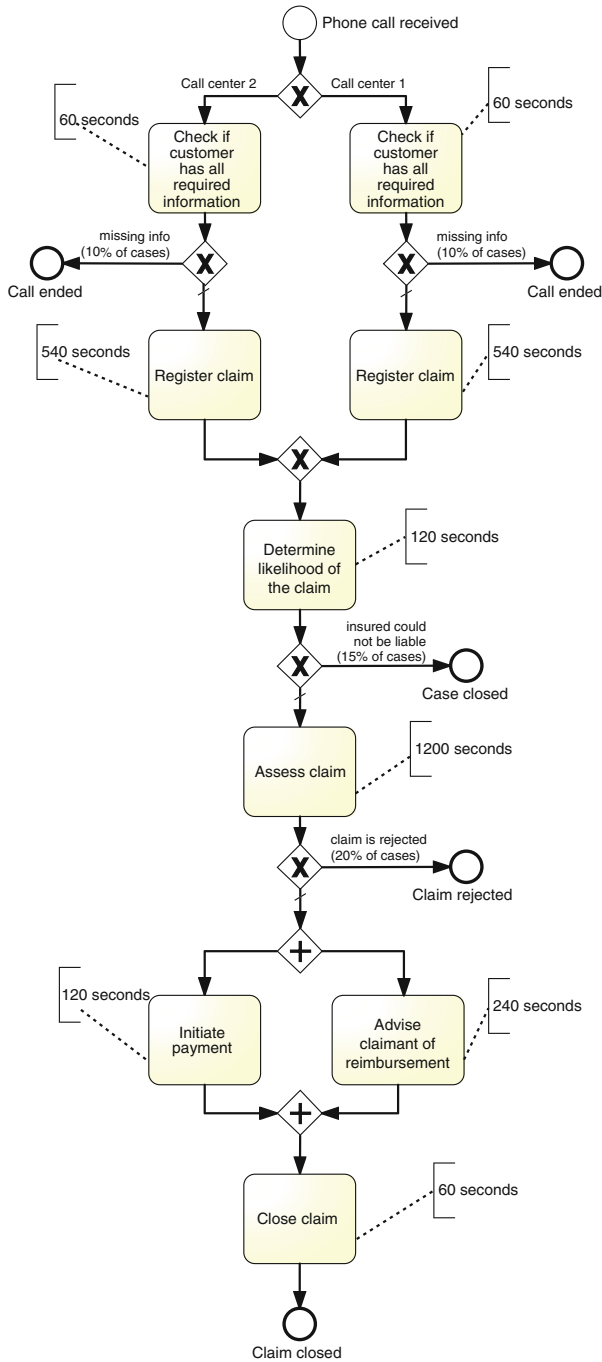 Phone call received
Call center 2
Call center 1
60 seconds
60 seconds
Check if
customer
has all
required
information
Check if
customer
has all
required
information
missing info
(10% of cases)
missing info
(10% of cases)
X
X
X
Call ended
Call ended
540 seconds
540 seconds
Register claim
Register claim
X
Determine
likelihood of
the claim
120 seconds
insured could
not be liable
(15% of cases)
X
Case closed
1200 seconds
Assess claim
claim is rejected
(20% of cases)
X
Claim rejected
+
120 seconds
240 seconds
Initiate
payment
Advise
claimant of
reimbursement
+
Close claim
60 seconds
Claim closed